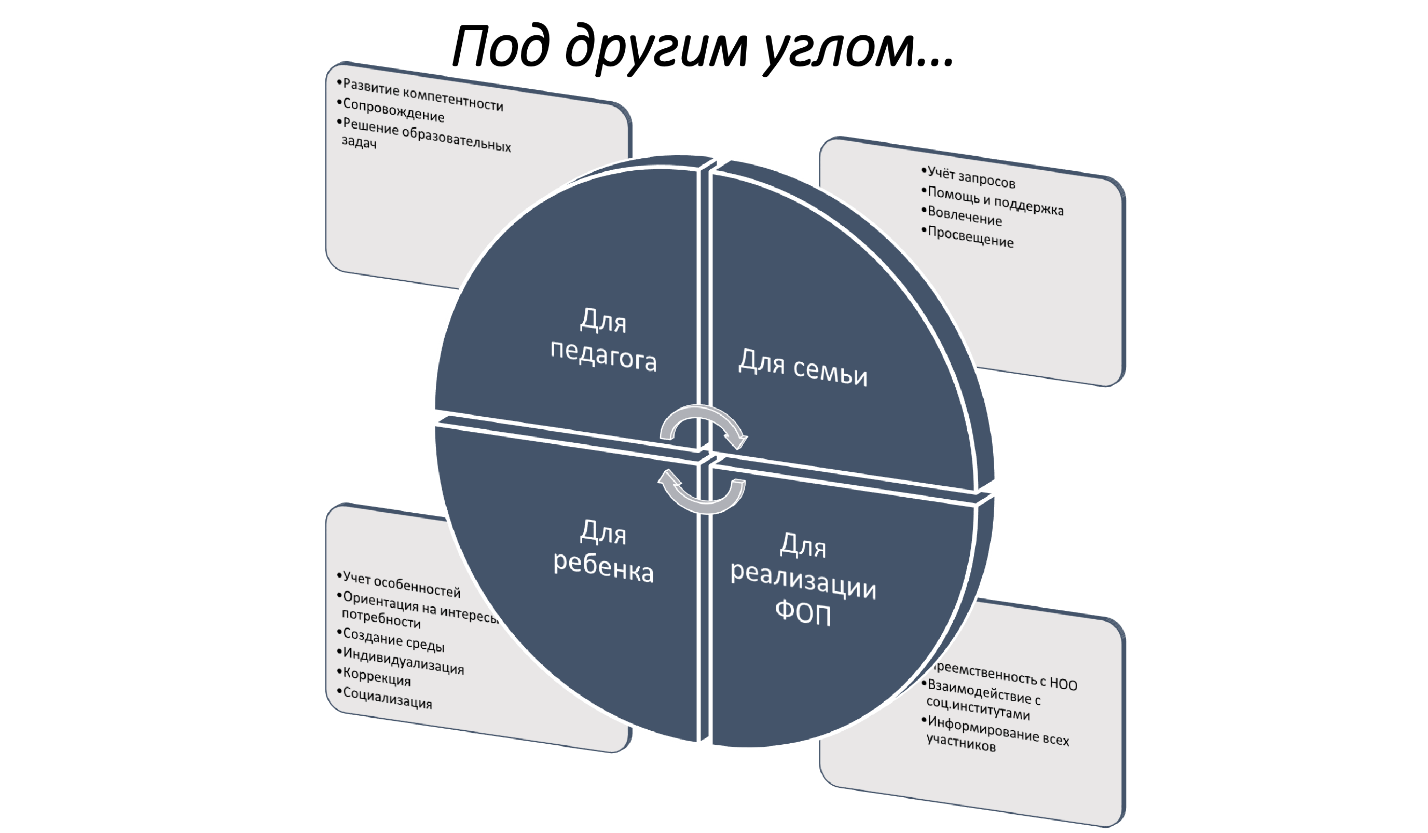 Под другим углом...
•Развитие компетентности
•Сопровождение
•Решение образовательных
задач
•Учёт запросов
•Помощь и поддержка
•Вовлечение
•Просвещение
Для
педагога
Для семьи
Для
ребенка
Для
реализации
ФОП
•Учет особенностей
•Ориентация на интересы
потребности
•Создание среды
•Индивидуализация
•Коррекция
•Социализация
реемственность с НОО
•Взаимодействие с
соц.институтами
•Информирование всех
участников